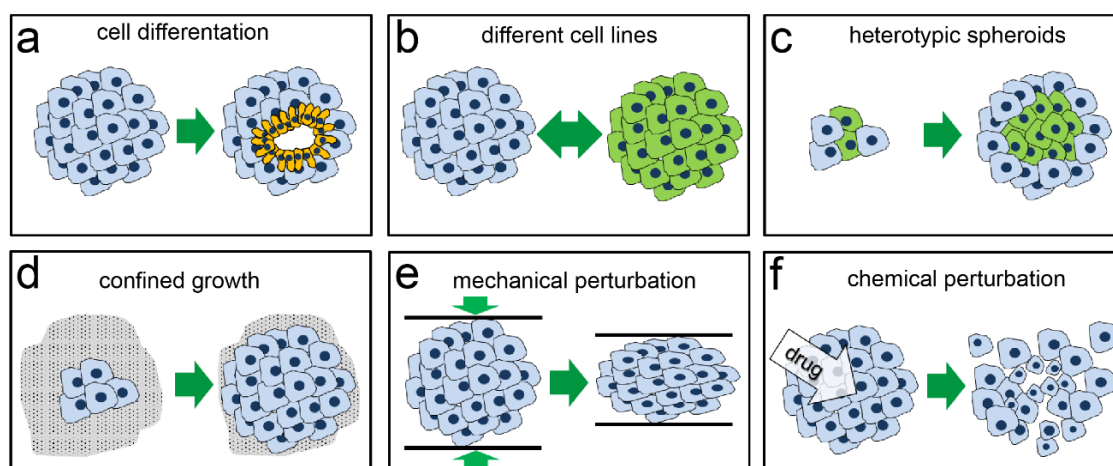 a
cell differentation
b
different cell lines
c
heterotypic spheroids
d
confined growth
e
mechanical perturbation
f
chemical perturbation
drug